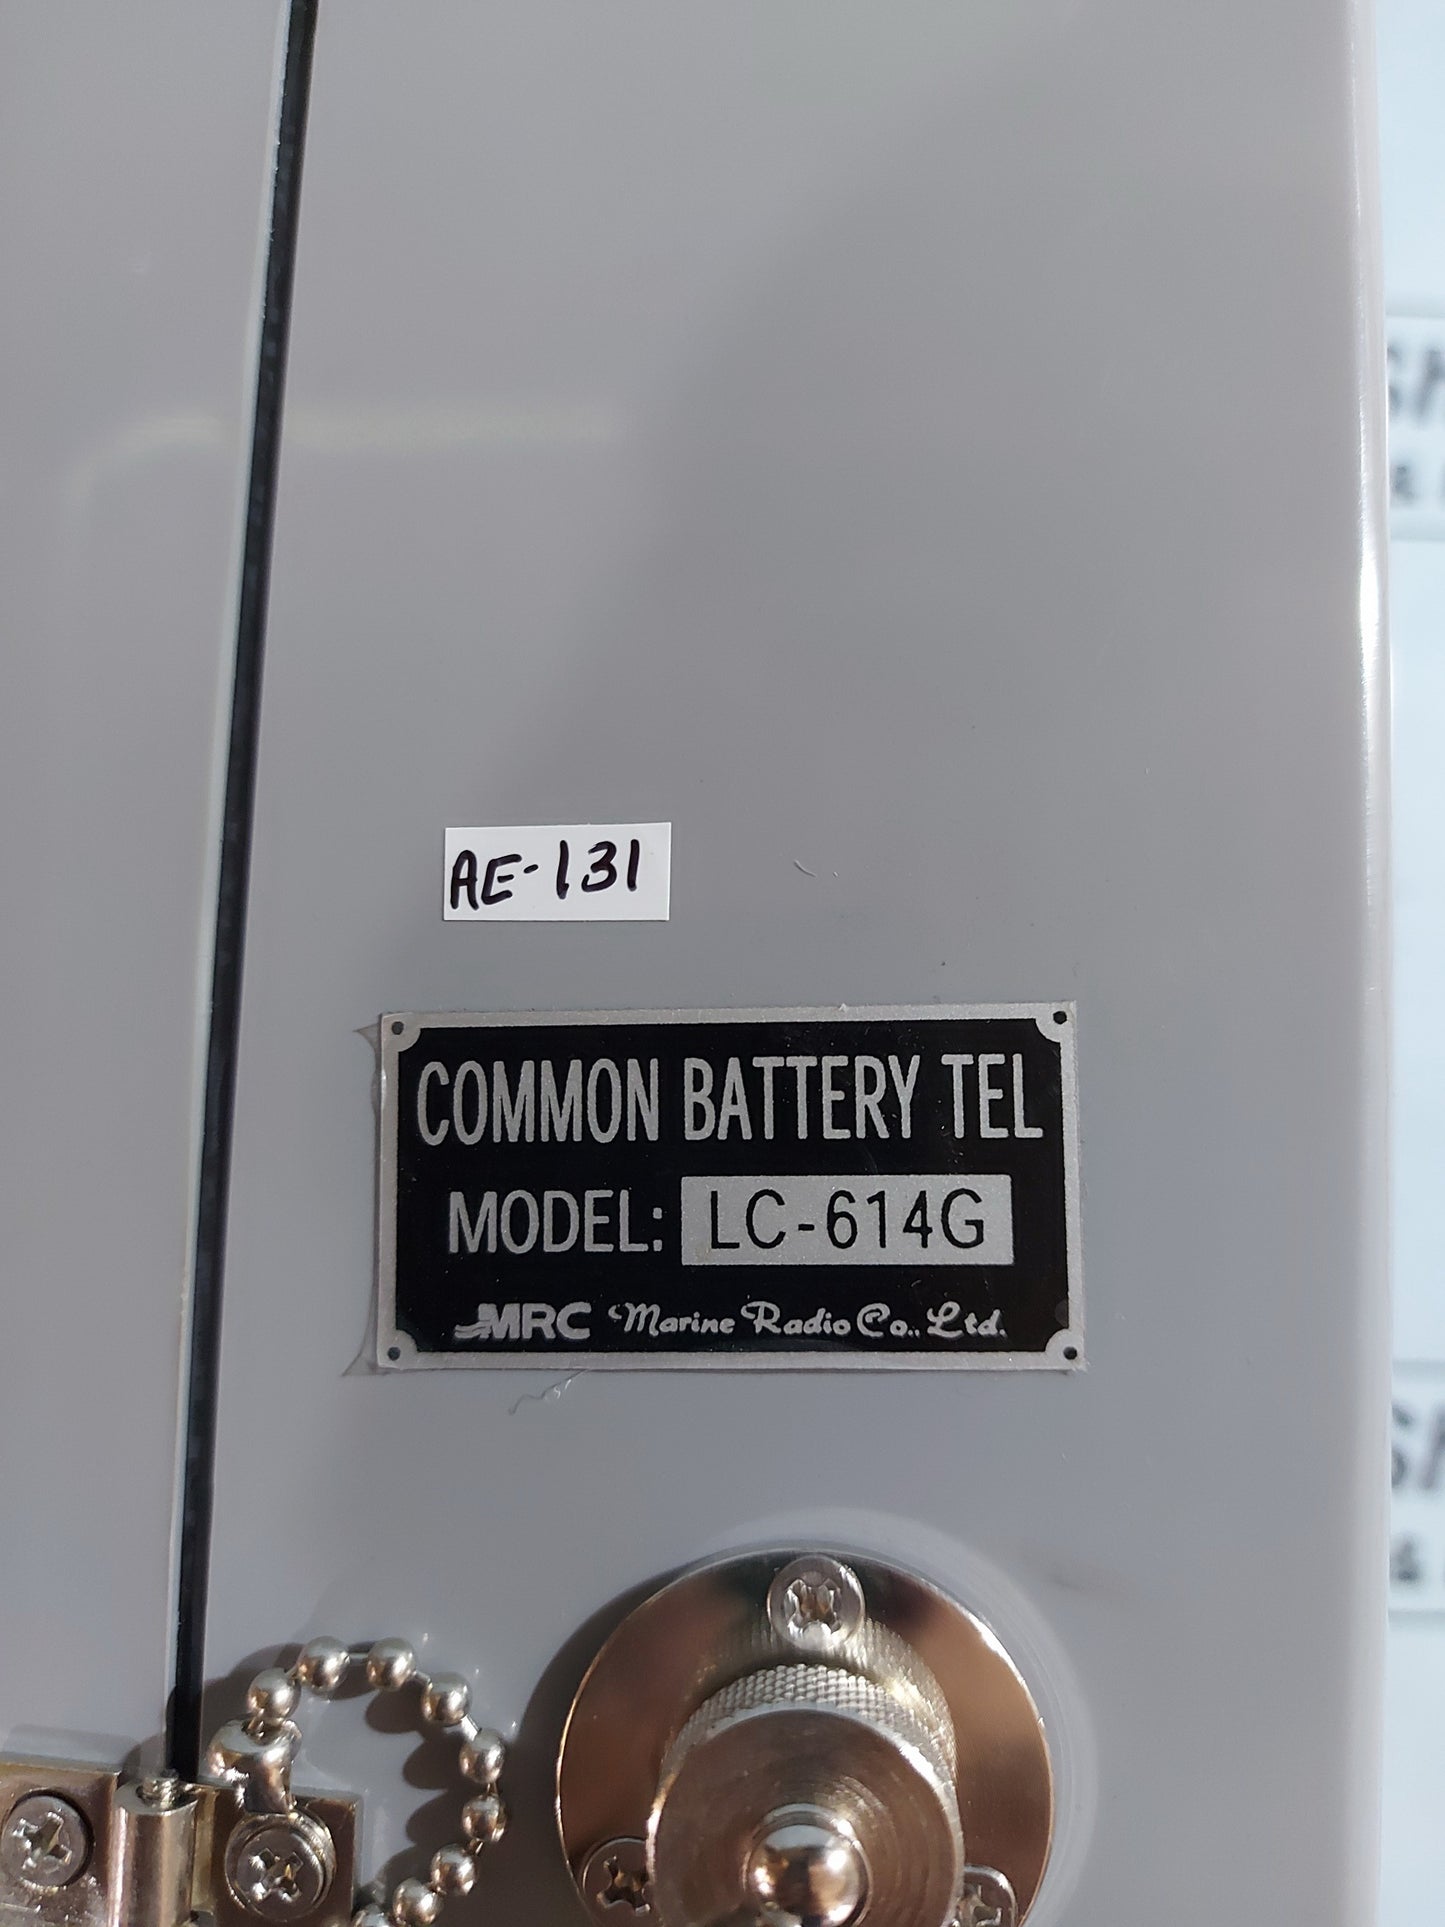 AE-131
COMMON BATTERY TEL
MODEL: LC-614G
MRC Marine Radio Co., Ltd.